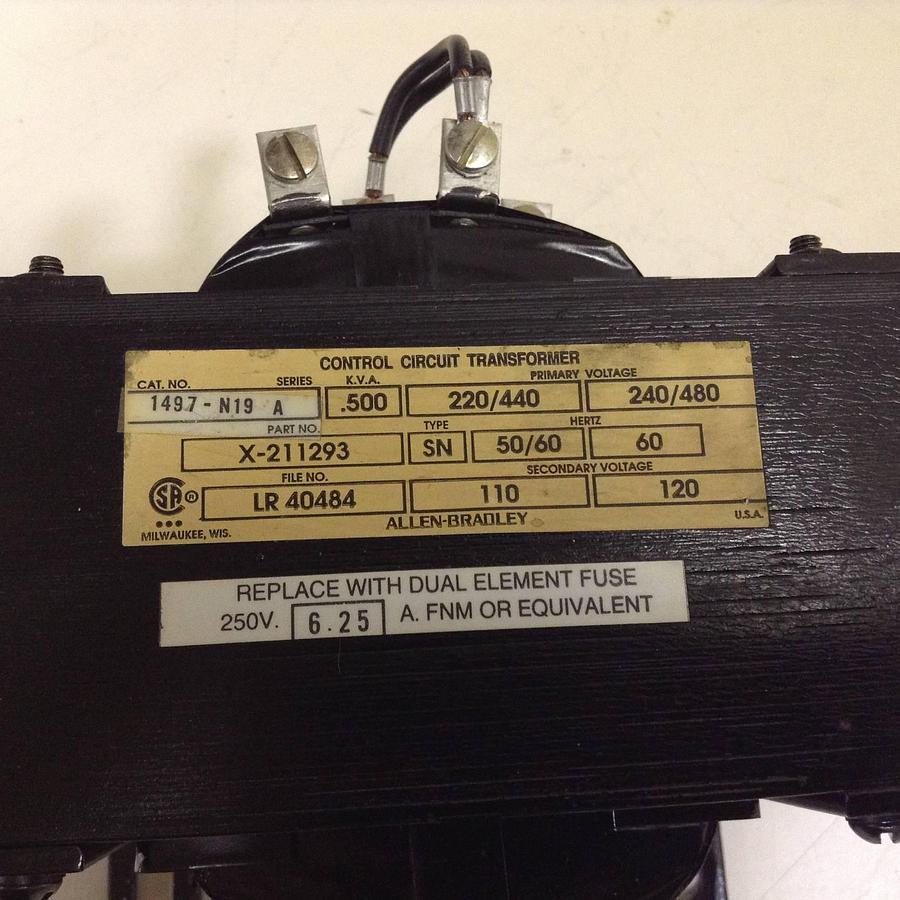 CONTROL CIRCUIT TRANSFORMER
CAT. NO. SERIES K.V.A. PRIMARY VOLTAGE
1497-N19 A .500 220/440 240/480
PART NO. TYPE HERTZ
X-211293 SN 50/60 60
FILE NO. SECONDARY VOLTAGE
SA ® LR 40484 110 120
MILWAUKEE, WIS. ALLEN-BRADLEY U.S.A.
REPLACE WITH DUAL ELEMENT FUSE
250V. 6.25 A. FNM OR EQUIVALENT